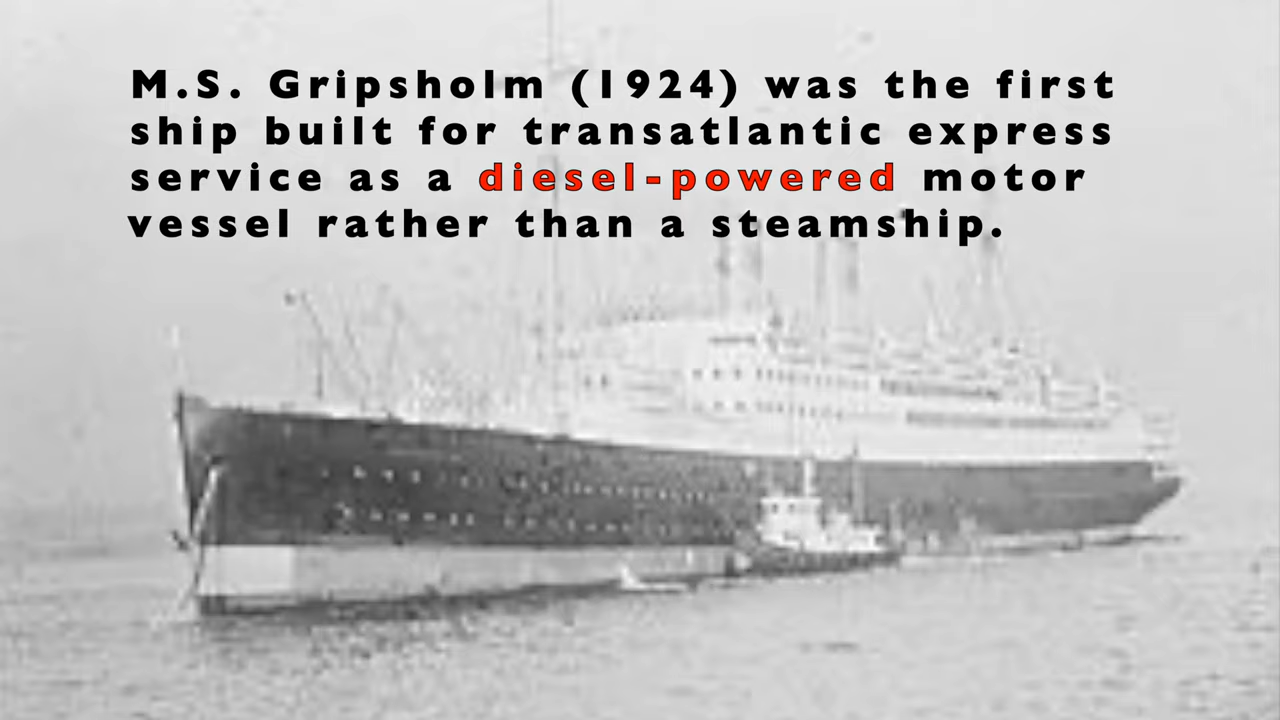 M.S. Gripsholm (1924) was the first
ship built for transatlantic express
service as a diesel-powered motor
vessel rather than a steamship.